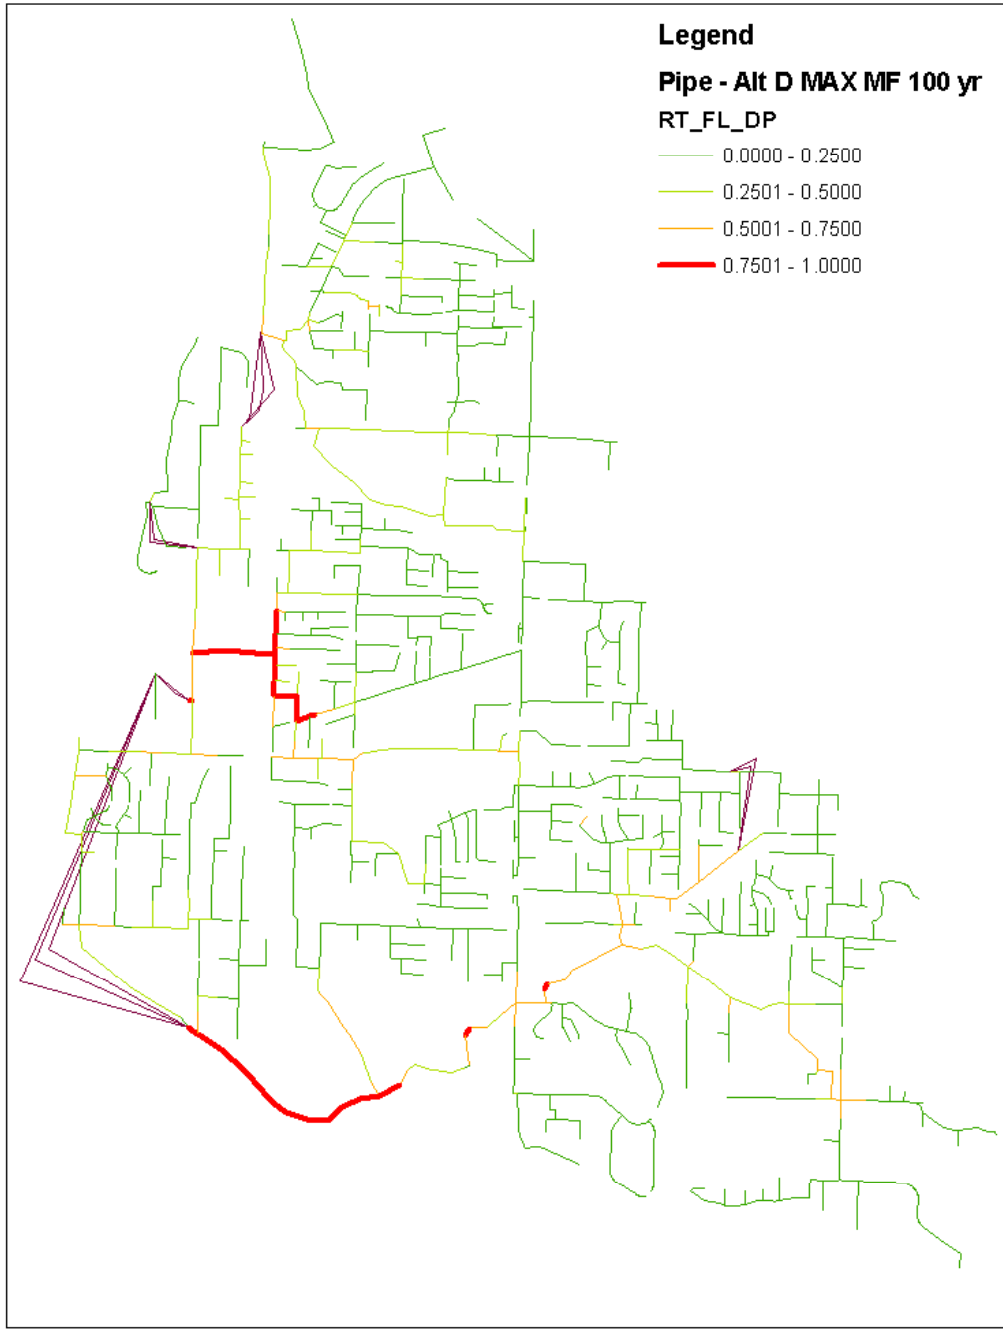 Legend
Pipe - Alt D MAX MF 100 yr
RT_FL_DP
0.0000 - 0.2500
0.2501 - 0.5000
0.5001 - 0.7500
0.7501 - 1.0000